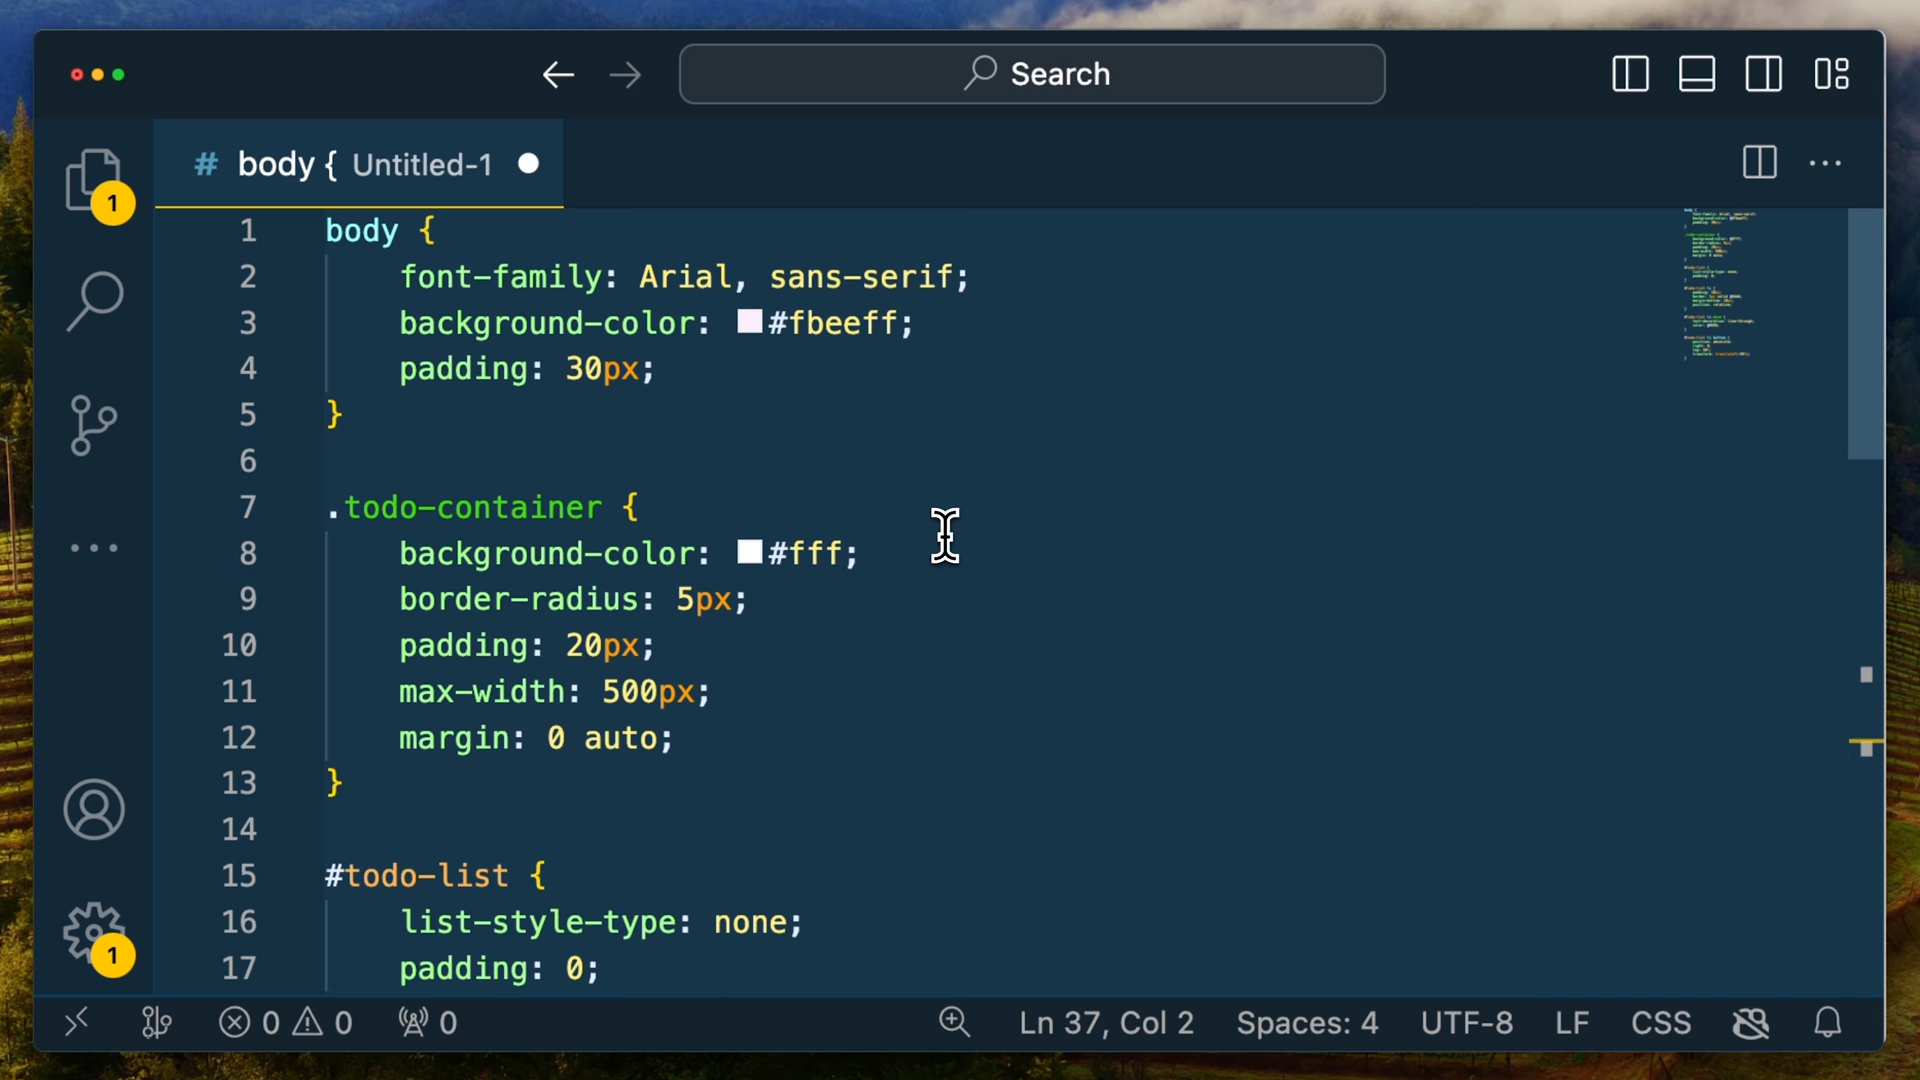 Search
# body { Untitled-1
1 body {
2 font-family: Arial, sans-serif;
3 background-color: #fbeeff;
4 padding: 30px;
5 }
6
7 .todo-container {
8 background-color: #fff;
9 border-radius: 5px;
10 padding: 20px;
11 max-width: 500px;
12 margin: 0 auto;
13 }
14
15 #todo-list {
16 list-style-type: none;
17 padding: 0;
1
1
0 0 0 Ln 37, Col 2 Spaces: 4 UTF-8 LF CSS